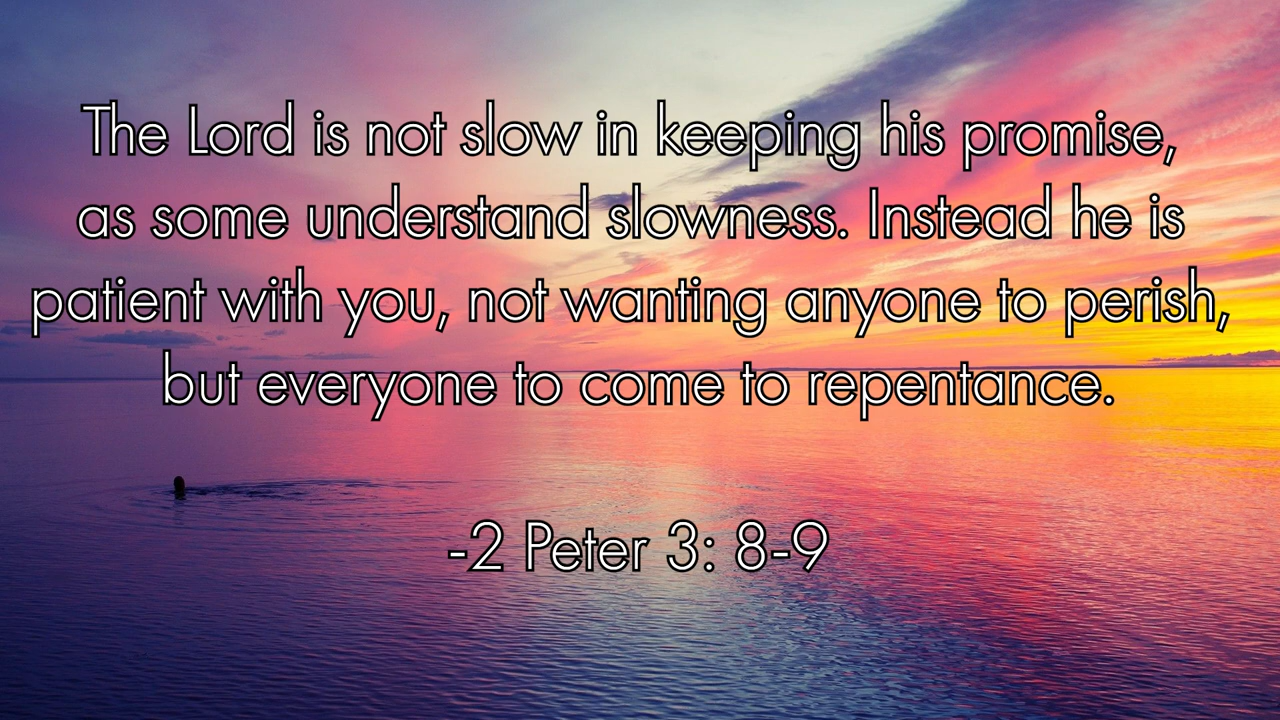 The Lord is not slow in keeping his promise,
as some understand slowness. Instead he is
patient with you, not wanting anyone to perish,
but everyone to come to repentance.
-2 Peter 3: 8-9